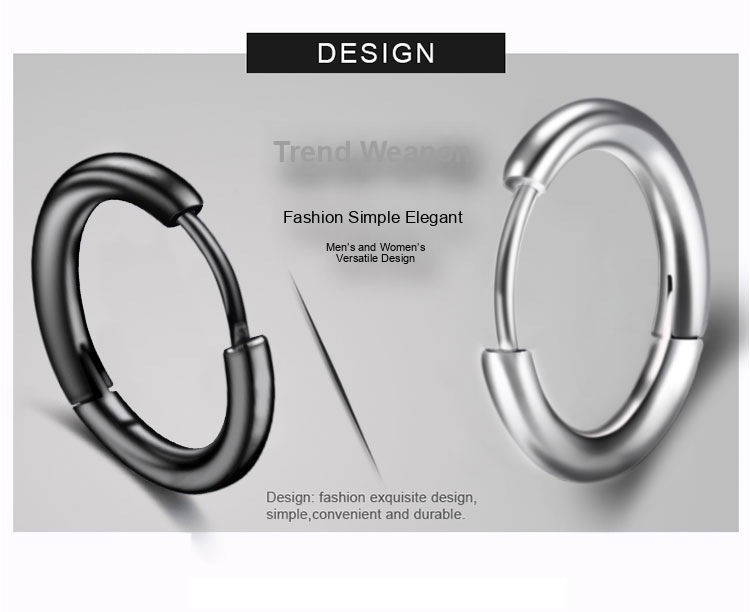 DESIGN
Trend Weapon
Fashion Simple Elegant
Men's and Women's
Versatile Design
Design: fashion exquisite design,
simple,convenient and durable.